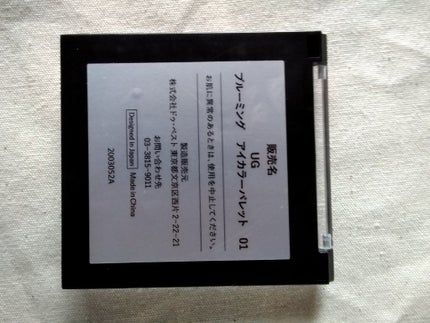 販売名
UG
ブルーミング アイカラーパレット 01
お肌に異常のあるときは、使用を中止してください。
製造販売元
株式会社ドゥ・ベスト 東京都文京区西片2-22-21
お問い合わせ先
03-3815-9011
Designed in Japan Made in China
2003052A